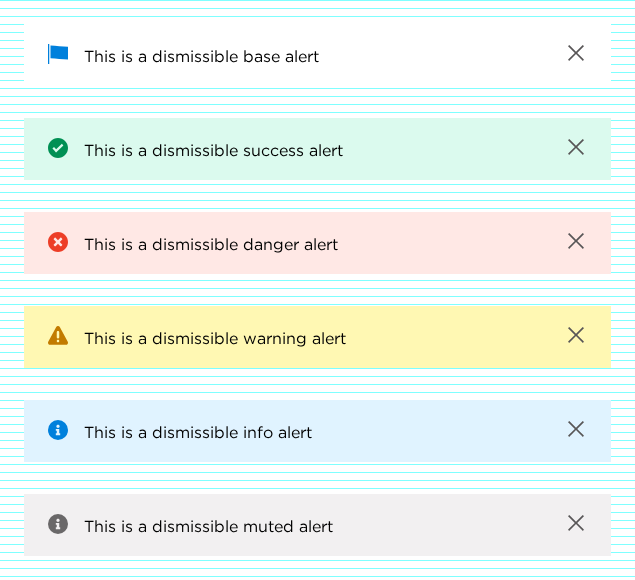 This is a dismissible base alert
This is a dismissible success alert
This is a dismissible danger alert
This is a dismissible warning alert
This is a dismissible info alert
This is a dismissible muted alert